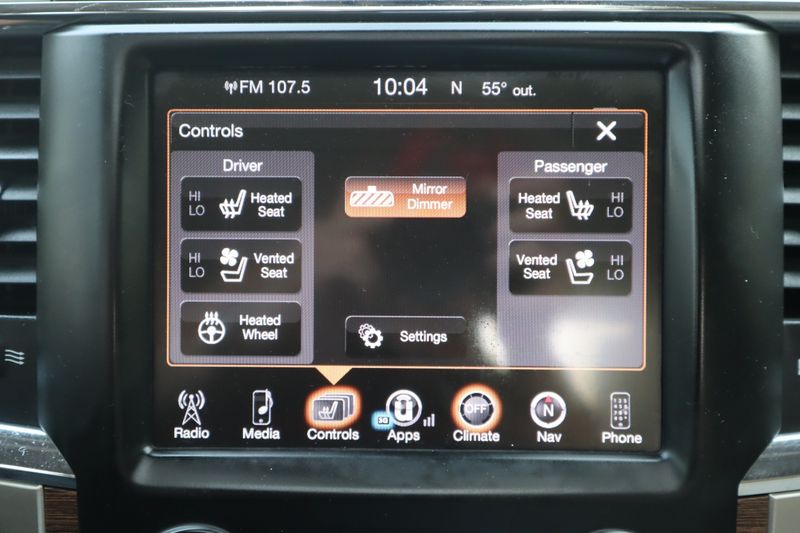 FM 107.5 10:04 N 55° out.
Controls X
Driver
Passenger
HI
LO
Heated
Seat
Mirror
Dimmer
Heated
Seat
HI
LO
HI
LO
Vented
Seat
Vented
Seat
HI
LO
Heated
Wheel
Settings
OFF
N
3G
Radio Media Controls Apps Climate Nav Phone